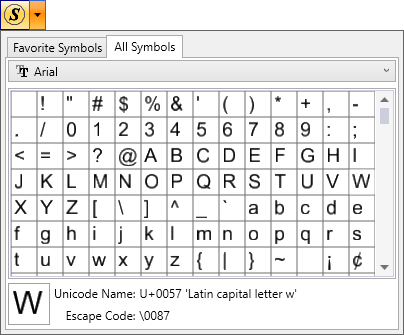 S
Favorite Symbols All Symbols
Arial
! " # $ % & ' ( ) * + , -
. / 0 1 2 3 4 5 6 7 8 9 : ;
< = > ? @ A B C D E F G H I
J K L M N O P Q R S T U V W
X Y Z [ \ ] ^ _ ` a b c d e
f g h i j k l m n o p q r s
t u v w x y z { | } ~ ¡ ¢
W
Unicode Name: U+0057 'Latin capital letter w'
Escape Code: \0087